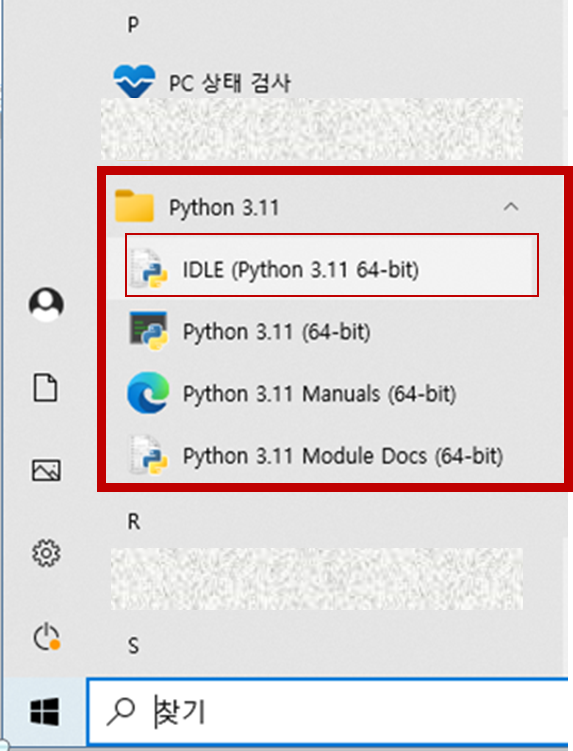 P
PC 상태 검사
Python 3.11
IDLE (Python 3.11 64-bit)
Python 3.11 (64-bit)
Python 3.11 Manuals (64-bit)
Python 3.11 Module Docs (64-bit)
R
S
찾기